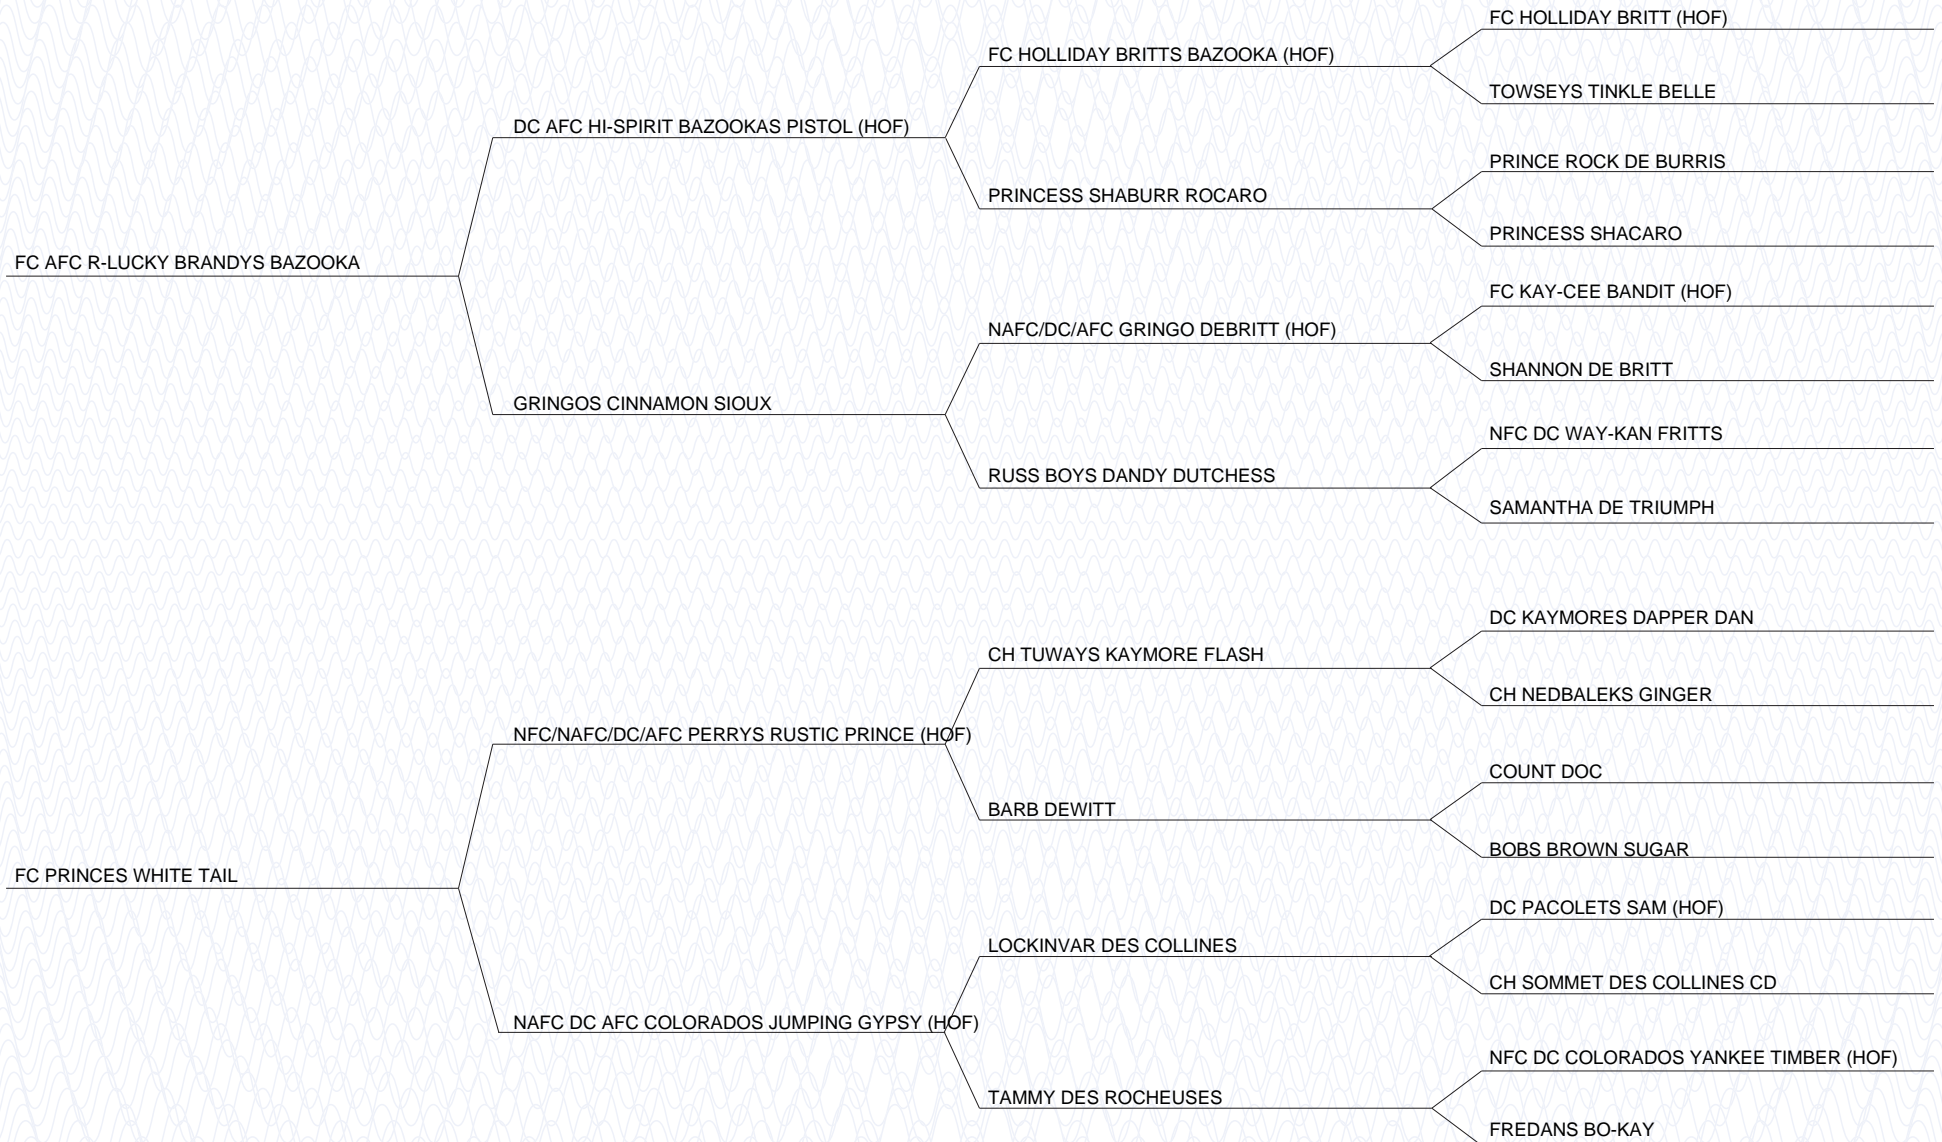 FC HOLLIDAY BRITT (HOF)
FC HOLLIDAY BRITTS BAZOOKA (HOF)
TOWSEYS TINKLE BELLE
DC AFC HI-SPIRIT BAZOOKAS PISTOL (HOF)
PRINCE ROCK DE BURRIS
PRINCESS SHABURR ROCARO
PRINCESS SHACARO
FC AFC R-LUCKY BRANDYS BAZOOKA
FC KAY-CEE BANDIT (HOF)
NAFC/DC/AFC GRINGO DEBRITT (HOF)
SHANNON DE BRITT
GRINGOS CINNAMON SIOUX
NFC DC WAY-KAN FRITTS
RUSS BOYS DANDY DUTCHESS
SAMANTHA DE TRIUMPH
DC KAYMORES DAPPER DAN
CH TUWAYS KAYMORE FLASH
CH NEDBALEKS GINGER
NFC/NAFC/DC/AFC PERRYS RUSTIC PRINCE (HOF)
COUNT DOC
BARB DEWITT
BOBS BROWN SUGAR
FC PRINCES WHITE TAIL
DC PACOLETS SAM (HOF)
LOCKINVAR DES COLLINES
CH SOMMET DES COLLINES CD
NAFC DC AFC COLORADOS JUMPING GYPSY (HOF)
NFC DC COLORADOS YANKEE TIMBER (HOF)
TAMMY DES ROCHEUSES
FREDANS BO-KAY